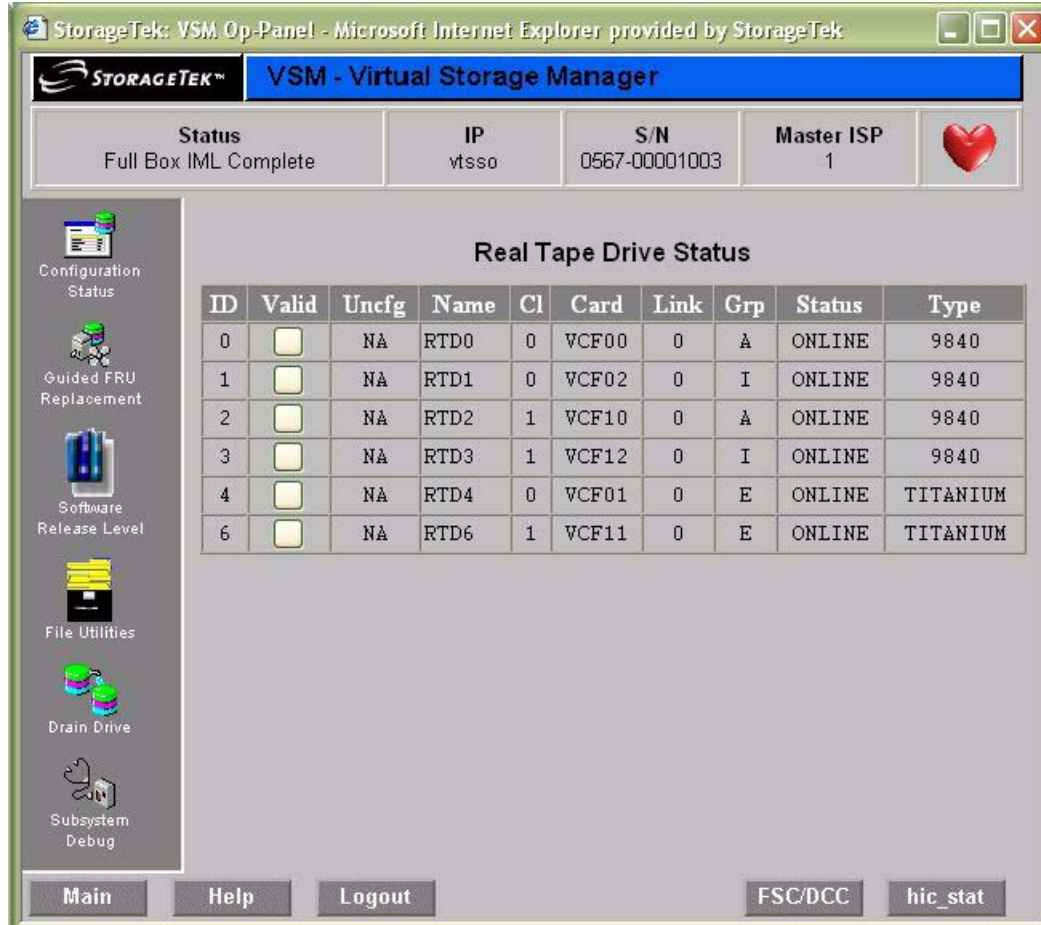 StorageTek: VSM Op-Panel - Microsoft Internet Explorer provided by StorageTek
STORAGETEK™ VSM - Virtual Storage Manager
Status IP S/N Master ISP
Full Box IML Complete vtsso 0567-00001003 1
Configuration
Status
Guided FRU
Replacement
Software
Release Level
File Utilities
Drain Drive
Subsystem
Debug
Real Tape Drive Status
ID Valid Uncfg Name Cl Card Link Grp Status Type
0 NA RTD0 0 VCF00 0 A ONLINE 9840
1 NA RTD1 0 VCF02 0 I ONLINE 9840
2 NA RTD2 1 VCF10 0 A ONLINE 9840
3 NA RTD3 1 VCF12 0 I ONLINE 9840
4 NA RTD4 0 VCF01 0 E ONLINE TITANIUM
6 NA RTD6 1 VCF11 0 E ONLINE TITANIUM
Main Help Logout FSC/DCC hic_stat